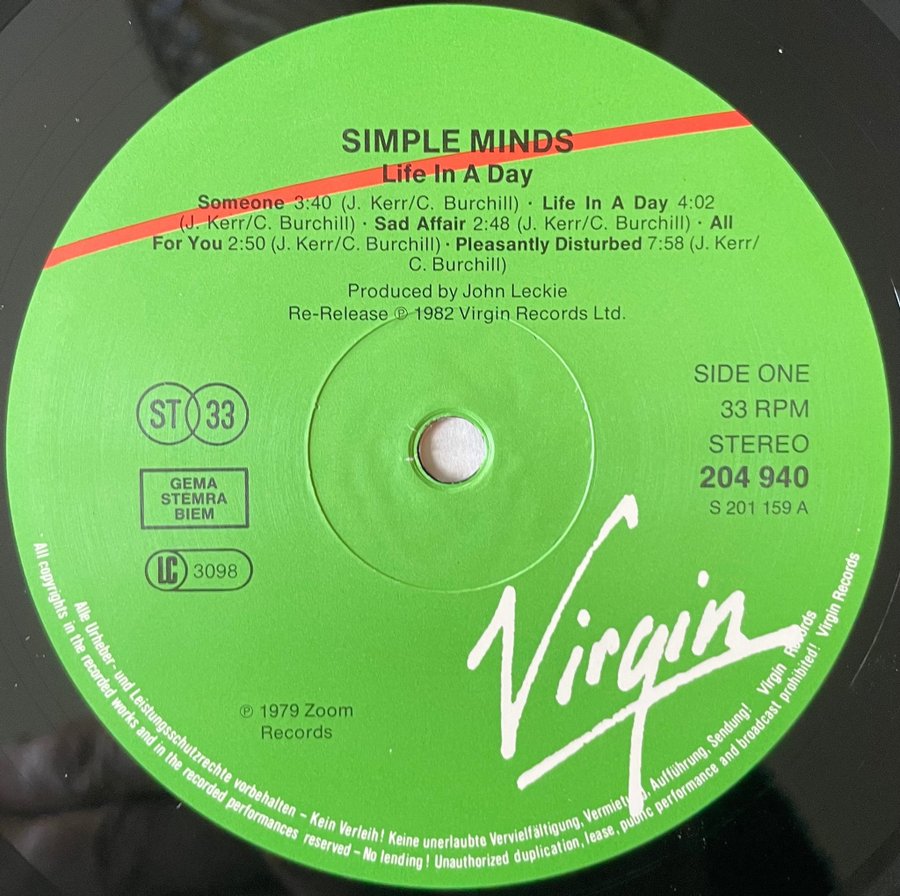 SIMPLE MINDS
Life In A Day
Someone 3:40 (J. Kerr/C. Burchill) · Life In A Day 4:02
(J. Kerr/C. Burchill) · Sad Affair 2:48 (J. Kerr/C. Burchill) · All
For You 2:50 (J. Kerr/C. Burchill) · Pleasantly Disturbed 7:58 (J. Kerr/
C. Burchill)
Produced by John Leckie
Re-Release ℗ 1982 Virgin Records Ltd.
SIDE ONE
33 RPM
STEREO
204 940
S 201 159 A
ST 33
GEMA
STEMRA
BIEM
LC 3098
Virgin
℗ 1979 Zoom
Records
Alle Urheber- und Leistungsschutzrechte vorbehalten – Kein Verleih! Keine unerlaubte Vervielfältigung, Vermietung, Aufführung, Sendung! Virgin Records
All copyrights in the recorded works and in the recorded performances reserved – No lending! Unauthorized duplication, lease, public performance and broadcast prohibited! Virgin Records